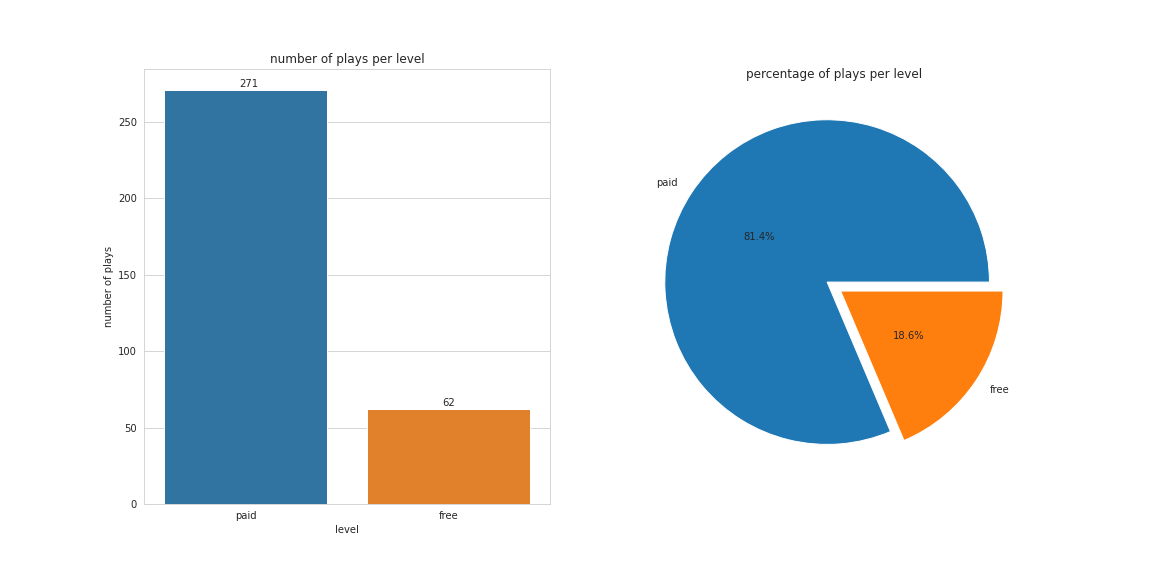 number of plays per level
271
250
200
150
100
50
0
number of plays
62
paid
free
level
percentage of plays per level
paid
81.4%
18.6%
free